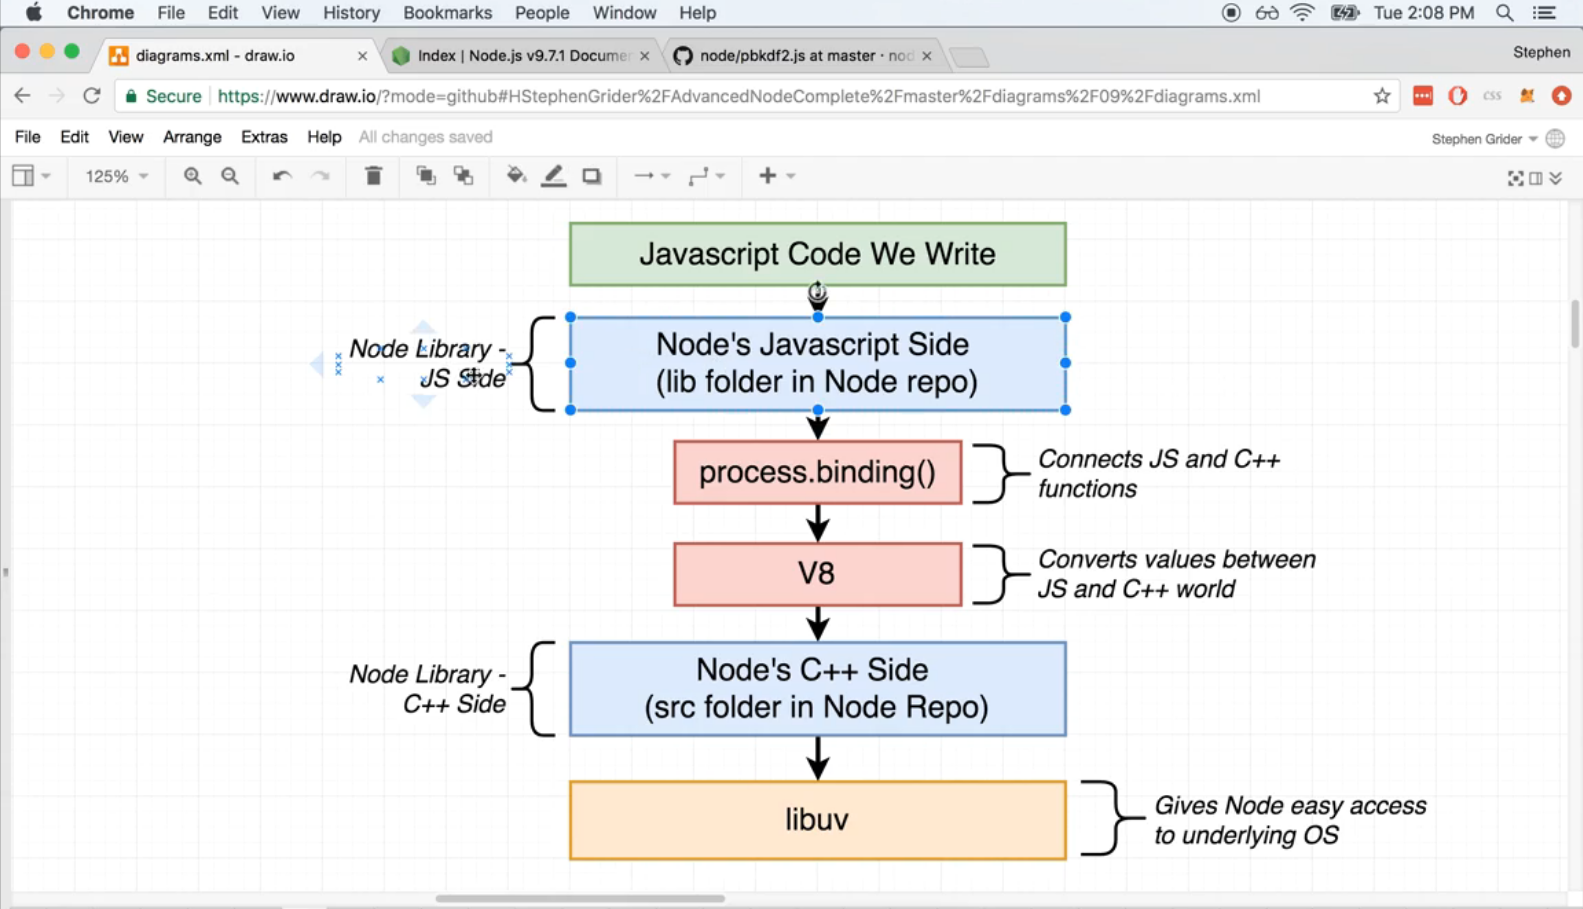 Chrome File Edit View History Bookmarks People Window Help Tue 2:08 PM
diagrams.xml - draw.io Index | Node.js v9.7.1 Docume node/pbkdf2.js at master · nod Stephen
Secure https://www.draw.io/?mode=github#HStephenGrider%2FAdvancedNodeComplete%2Fmaster%2Fdiagrams%2F09%2Fdiagrams.xml css
File Edit View Arrange Extras Help All changes saved Stephen Grider
125%
Javascript Code We Write
Node Library -
JS Side
Node's Javascript Side
(lib folder in Node repo)
process.binding()
Connects JS and C++
functions
V8
Converts values between
JS and C++ world
Node Library -
C++ Side
Node's C++ Side
(src folder in Node Repo)
libuv
Gives Node easy access
to underlying OS